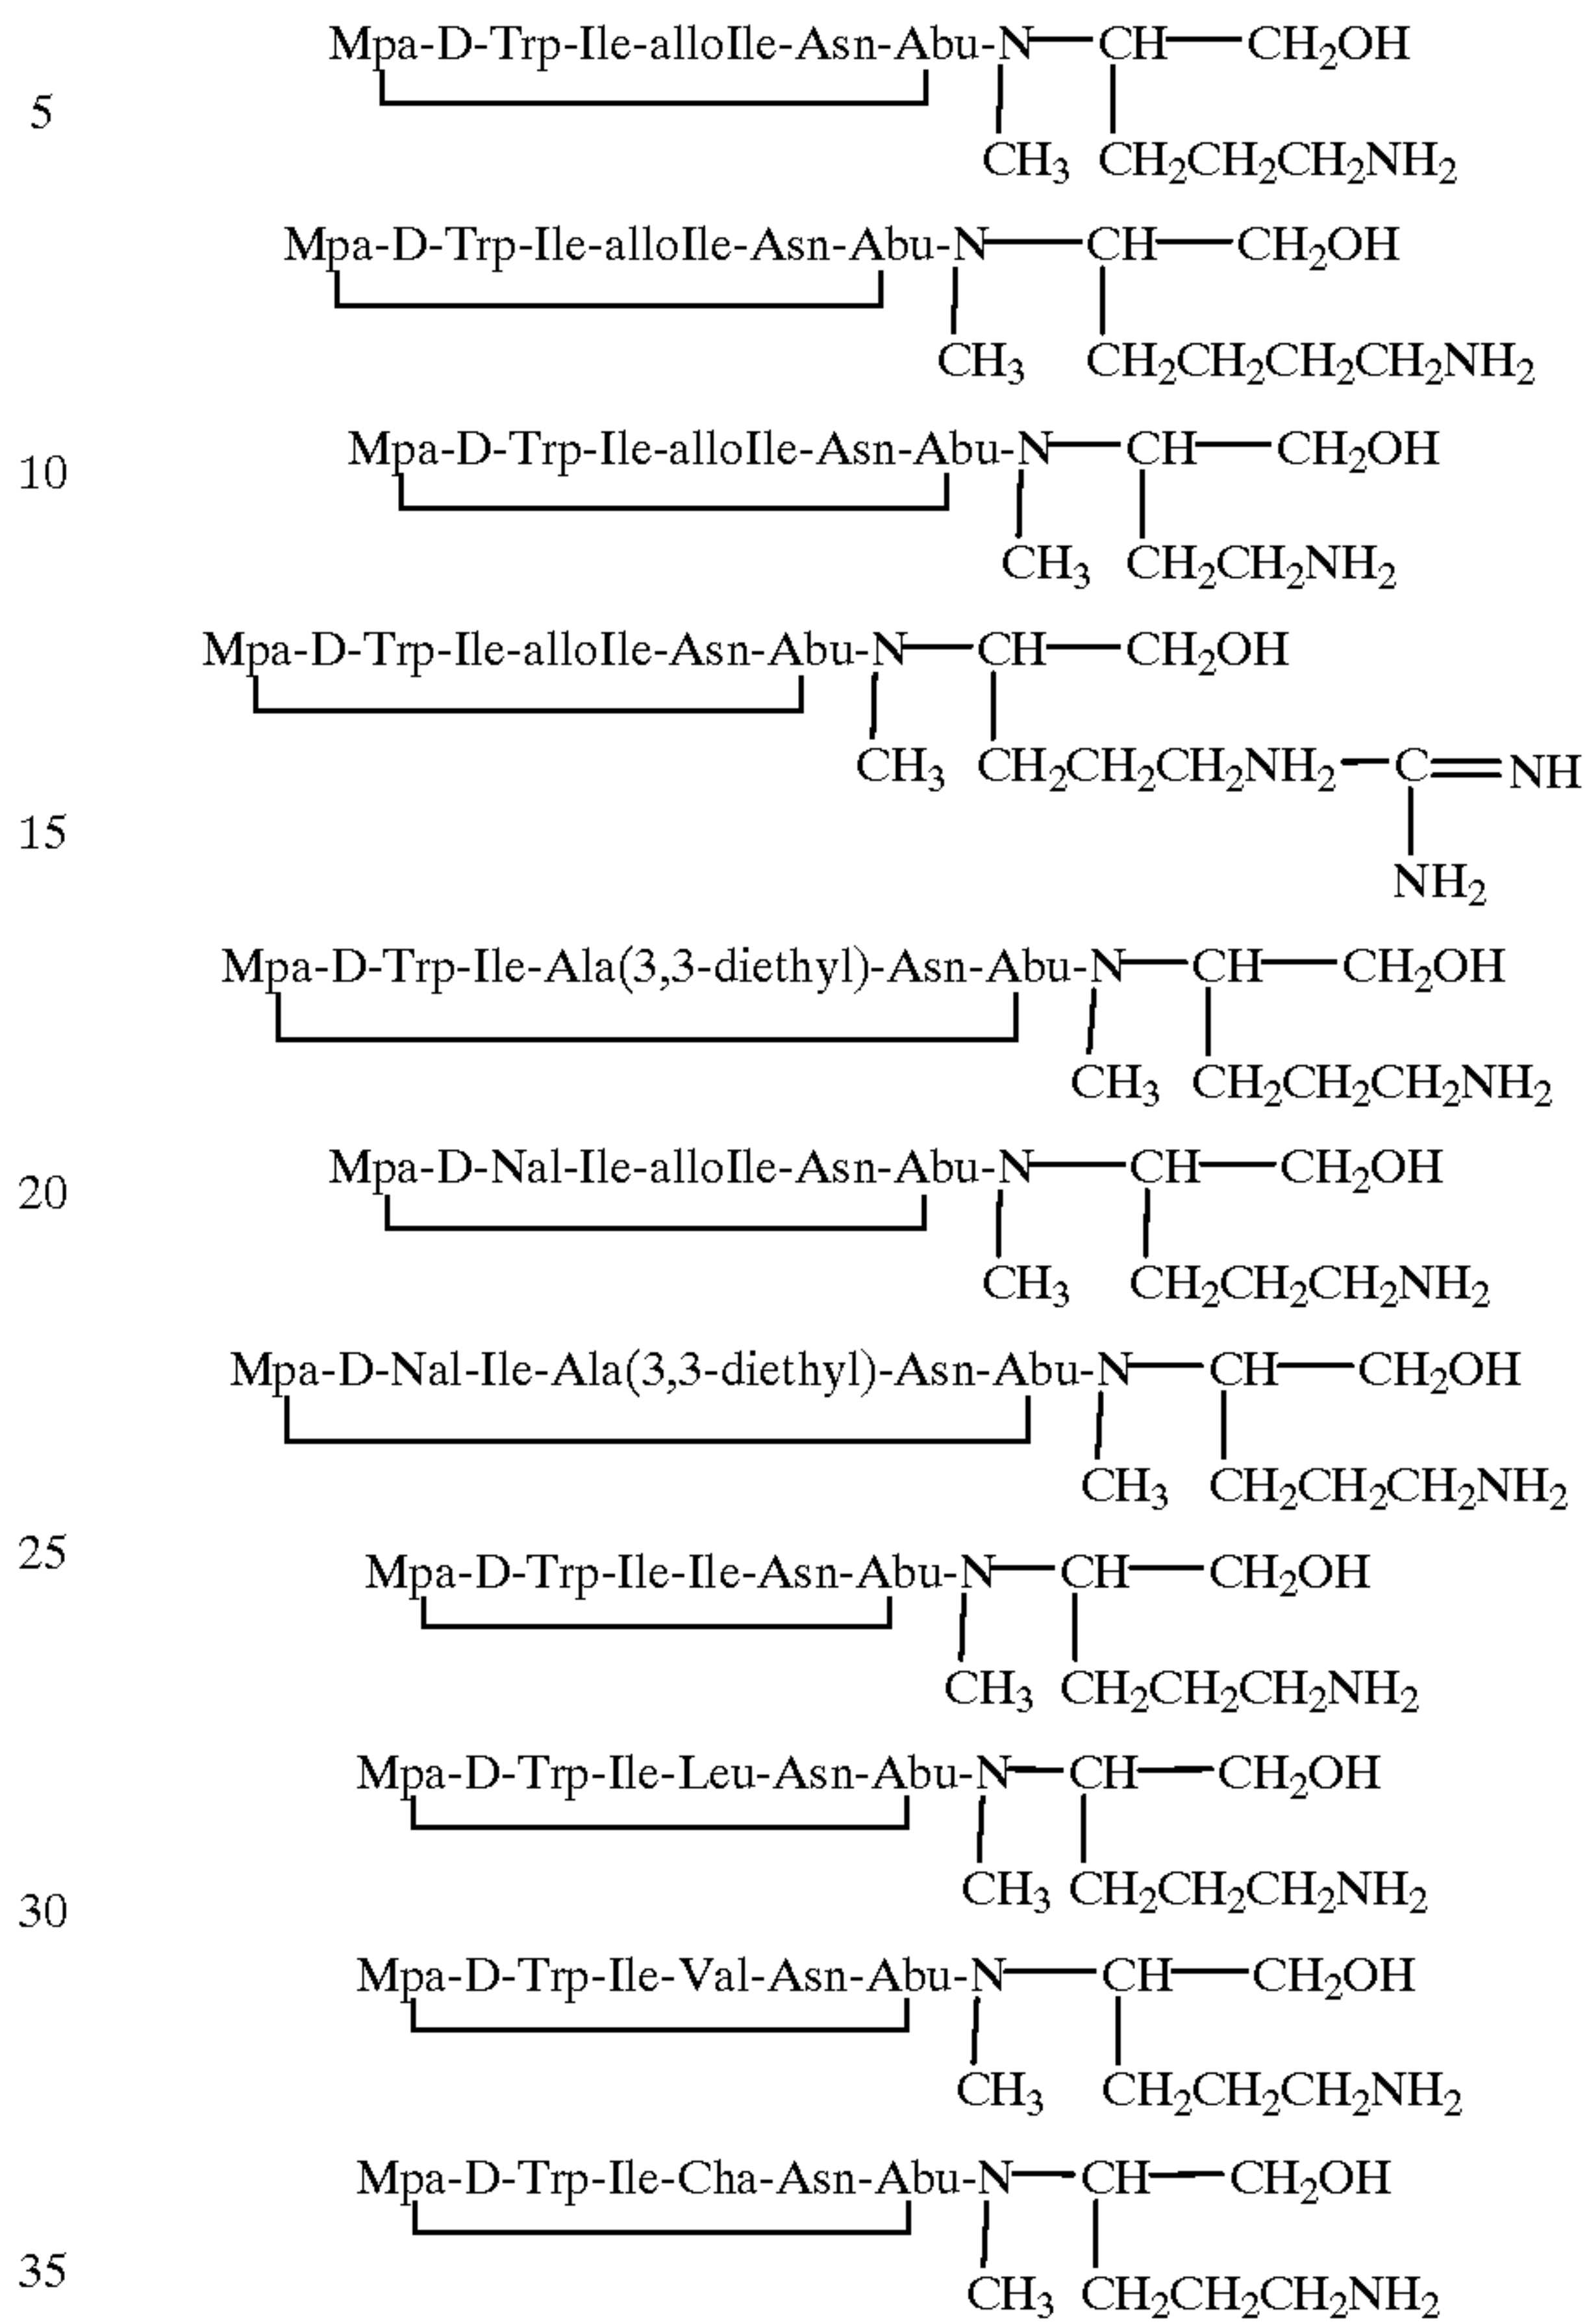 Mpa-D-Trp-Ile-alloIle-Asn-Abu-N—CH—CH₂OH
5
CH₃ CH₂CH₂CH₂NH₂
Mpa-D-Trp-Ile-alloIle-Asn-Abu-N—CH—CH₂OH
CH₃ CH₂CH₂CH₂CH₂NH₂
Mpa-D-Trp-Ile-alloIle-Asn-Abu-N—CH—CH₂OH
10
CH₃ CH₂CH₂NH₂
Mpa-D-Trp-Ile-alloIle-Asn-Abu-N—CH—CH₂OH
CH₃ CH₂CH₂CH₂NH₂—C=NH
15
NH₂
Mpa-D-Trp-Ile-Ala(3,3-diethyl)-Asn-Abu-N—CH—CH₂OH
CH₃ CH₂CH₂CH₂NH₂
Mpa-D-Nal-Ile-alloIle-Asn-Abu-N—CH—CH₂OH
20
CH₃ CH₂CH₂CH₂NH₂
Mpa-D-Nal-Ile-Ala(3,3-diethyl)-Asn-Abu-N—CH—CH₂OH
CH₃ CH₂CH₂CH₂NH₂
25
Mpa-D-Trp-Ile-Ile-Asn-Abu-N—CH—CH₂OH
CH₃ CH₂CH₂CH₂NH₂
Mpa-D-Trp-Ile-Leu-Asn-Abu-N—CH—CH₂OH
CH₃ CH₂CH₂CH₂NH₂
30
Mpa-D-Trp-Ile-Val-Asn-Abu-N—CH—CH₂OH
CH₃ CH₂CH₂CH₂NH₂
Mpa-D-Trp-Ile-Cha-Asn-Abu-N—CH—CH₂OH
35
CH₃ CH₂CH₂CH₂NH₂